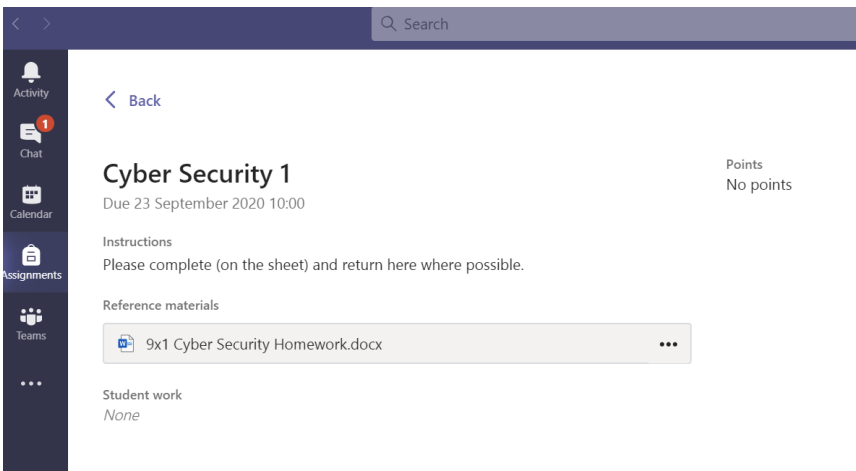 Search
Activity
1
Chat
Calendar
Assignments
Teams
Back
Cyber Security 1
Due 23 September 2020 10:00
Instructions
Please complete (on the sheet) and return here where possible.
Reference materials
9x1 Cyber Security Homework.docx
Student work
None
Points
No points